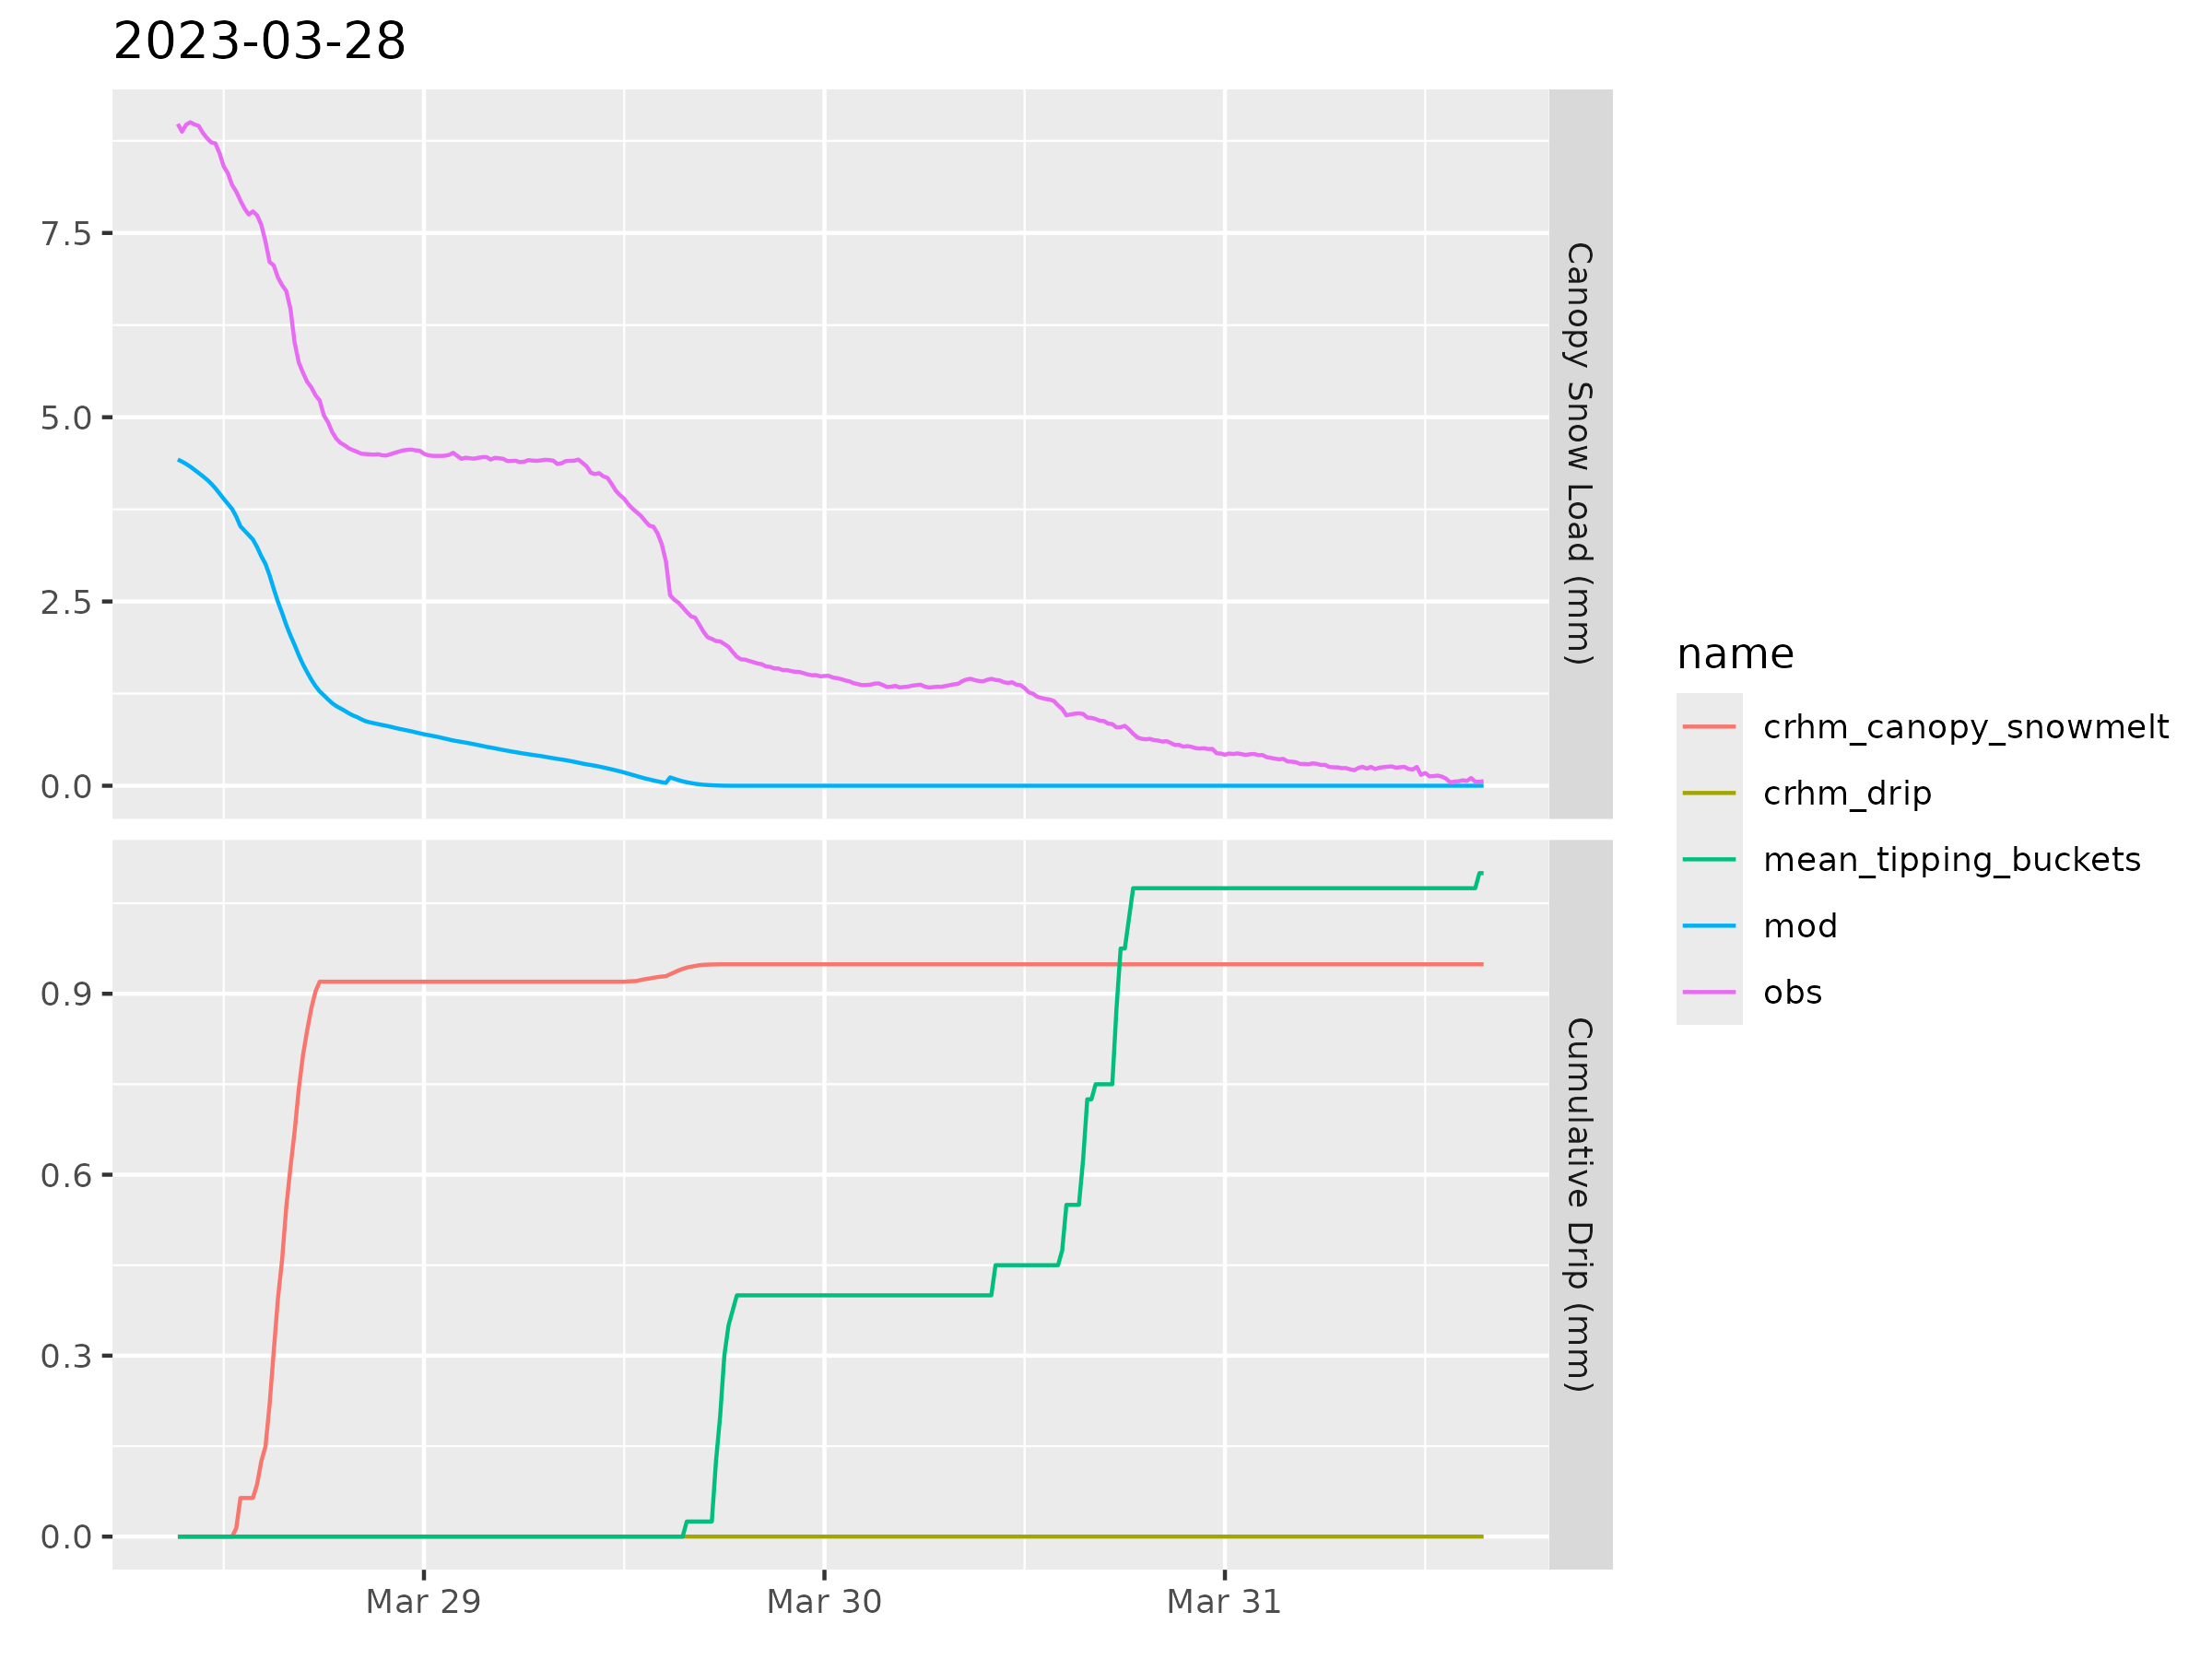 2023-03-28
7.5
5.0
2.5
0.0
Canopy Snow Load (mm)
0.9
0.6
0.3
0.0
Cumulative Drip (mm)
Mar 29
Mar 30
Mar 31
name
crhm_canopy_snowmelt
crhm_drip
mean_tipping_buckets
mod
obs